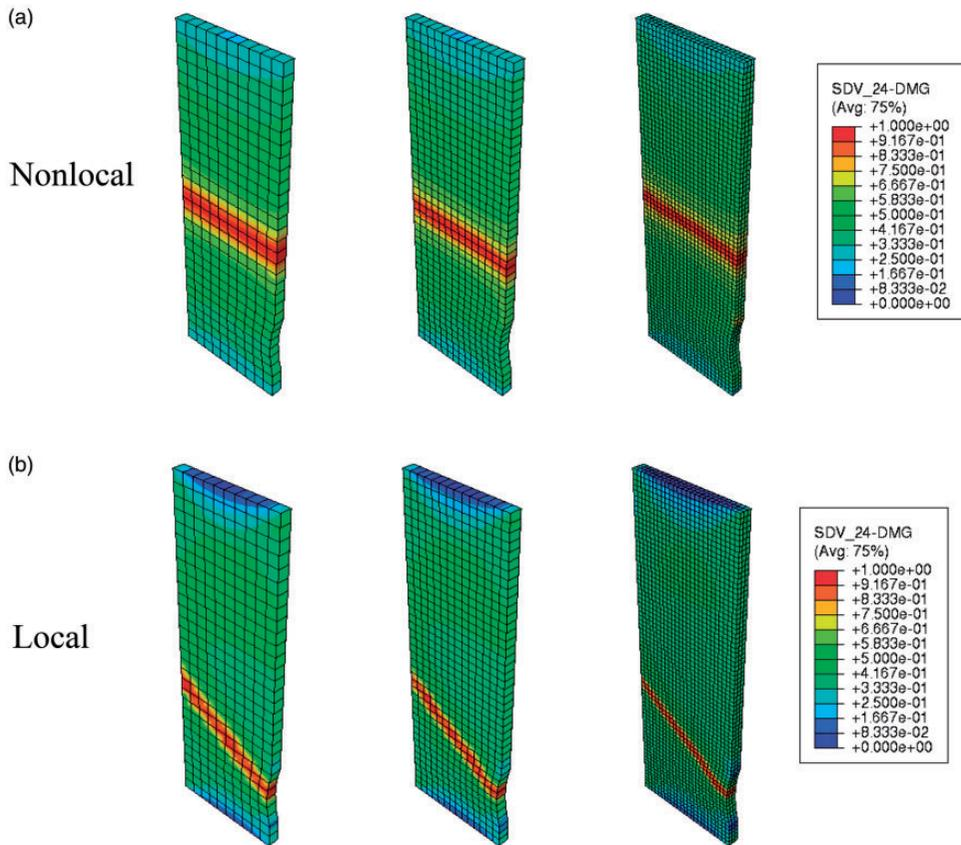 (a)
Nonlocal
SDV_24-DMG
(Avg: 75%)
+1.000e+00
+9.167e-01
+8.333e-01
+7.500e-01
+6.667e-01
+5.833e-01
+5.000e-01
+4.167e-01
+3.333e-01
+2.500e-01
+1.667e-01
+8.333e-02
+0.000e+00
(b)
Local
SDV_24-DMG
(Avg: 75%)
+1.000e+00
+9.167e-01
+8.333e-01
+7.500e-01
+6.667e-01
+5.833e-01
+5.000e-01
+4.167e-01
+3.333e-01
+2.500e-01
+1.667e-01
+8.333e-02
+0.000e+00